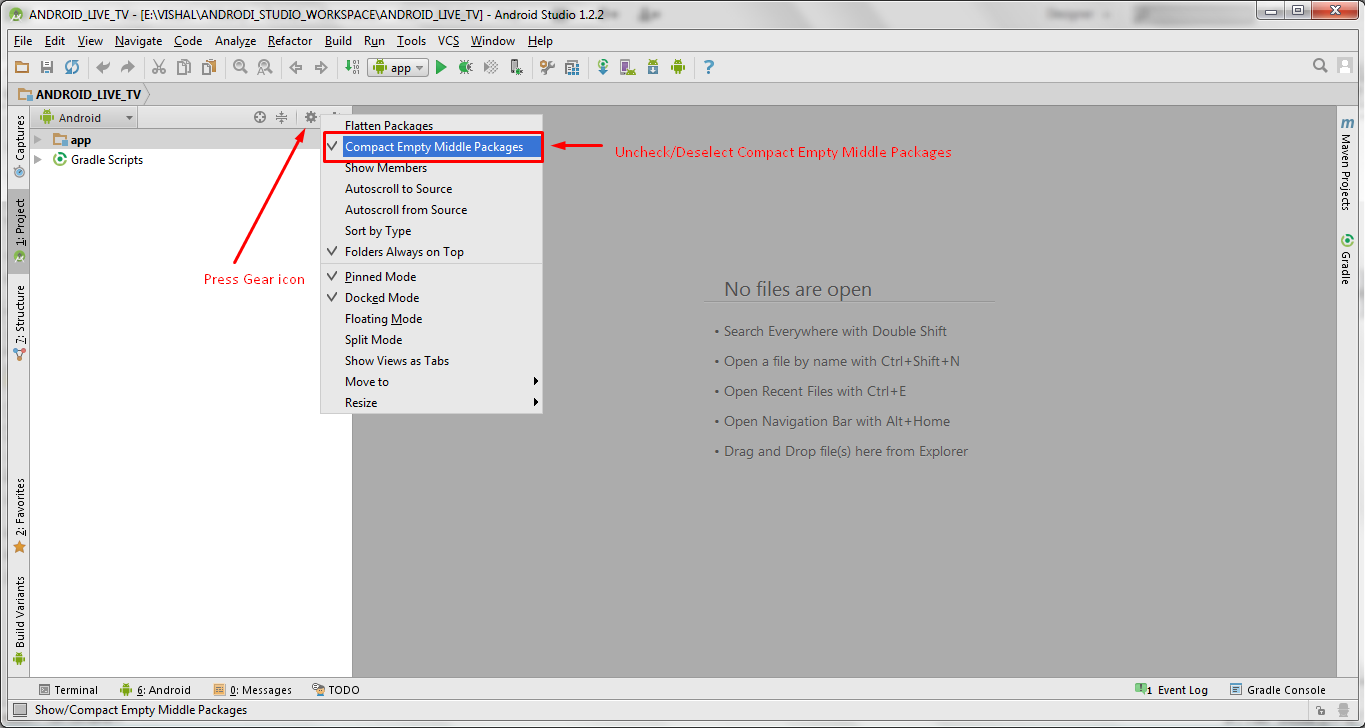 ANDROID_LIVE_TV - [E:\VISHAL\ANDRODI_STUDIO_WORKSPACE\ANDROID_LIVE_TV] - Android Studio 1.2.2
File Edit View Navigate Code Analyze Refactor Build Run Tools VCS Window Help
app
?
ANDROID_LIVE_TV
Android
app
Gradle Scripts
Captures
1: Project
7: Structure
2: Favorites
Build Variants
Flatten Packages
Compact Empty Middle Packages
Show Members
Autoscroll to Source
Autoscroll from Source
Sort by Type
Folders Always on Top
Pinned Mode
Docked Mode
Floating Mode
Split Mode
Show Views as Tabs
Move to
Resize
Press Gear icon
Uncheck/Deselect Compact Empty Middle Packages
No files are open
• Search Everywhere with Double Shift
• Open a file by name with Ctrl+Shift+N
• Open Recent Files with Ctrl+E
• Open Navigation Bar with Alt+Home
• Drag and Drop file(s) here from Explorer
m
Maven Projects
Gradle
Terminal 6: Android 0: Messages TODO 1 Event Log Gradle Console
Show/Compact Empty Middle Packages